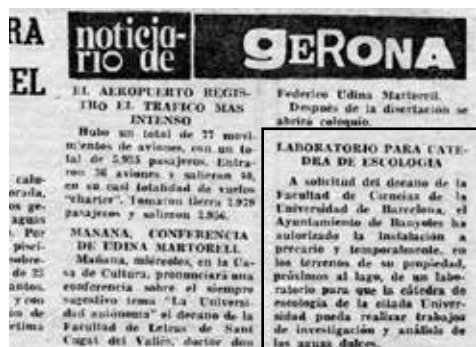 RA
EL
noticia-
rio de
GERONA
EL AEROPUERTO REGIS-
TRO EL TRAFICO MAS
INTENSO
Hubo un total de 77 movi-
mientos de aviones, con un to-
tal de 5.935 pasajeros. Entra-
ron 36 aviones y salieron
en su casi totalidad de vuelos
"charter". Tomaron tierra 2.979
pasajeros y salieron 2.956.
MAÑANA, CONFERENCIA
DE UDINA MARTORELL
Mañana, miércoles, en la Ca-
sa de Cultura, pronunciará una
conferencia sobre el siempre
sugestivo tema "La Universi-
dad autónoma" el decano de la
Facultad de Letras de Sant
Cugat del Vallés, doctor don
Federico Udina Martorell.
Después de la disertación se
abrirá coloquio.
LABORATORIO PARA CATE-
DRA DE ESCOLOGIA
A solicitud del decano de la
Facultad de Ciencias de la
Universidad de Barcelona, el
Ayuntamiento de Banyoles ha
autorizado la instalación a
precario y temporalmente, en
los terrenos de su propiedad,
próximos al lago, de un labo-
ratorio para que la cátedra de
escología de la citada Univer-
sidad pueda realizar trabajos
de investigación y análisis de
las aguas dulces.